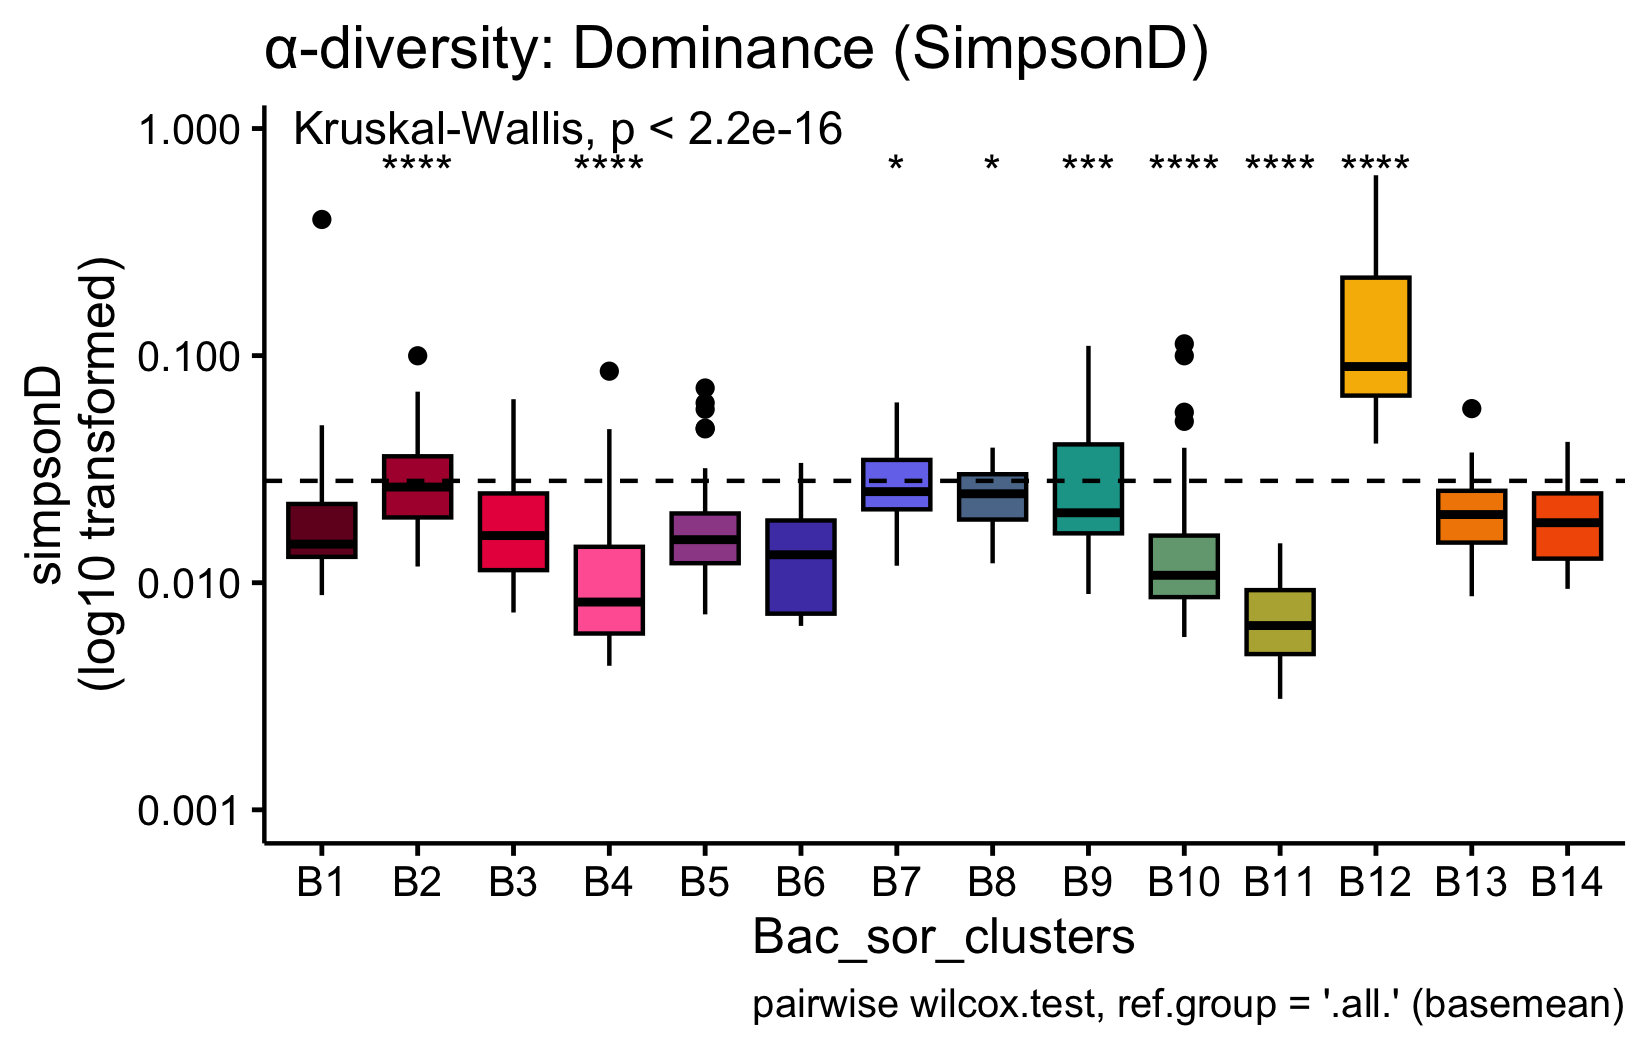 α-diversity: Dominance (SimpsonD)
Kruskal-Wallis, p < 2.2e-16
**** **** * * *** **** **** ****
simpsonD
(log10 transformed)
1.000
0.100
0.010
0.001
B1 B2 B3 B4 B5 B6 B7 B8 B9 B10 B11 B12 B13 B14
Bac_sor_clusters
pairwise wilcox.test, ref.group = '.all.' (basemean)